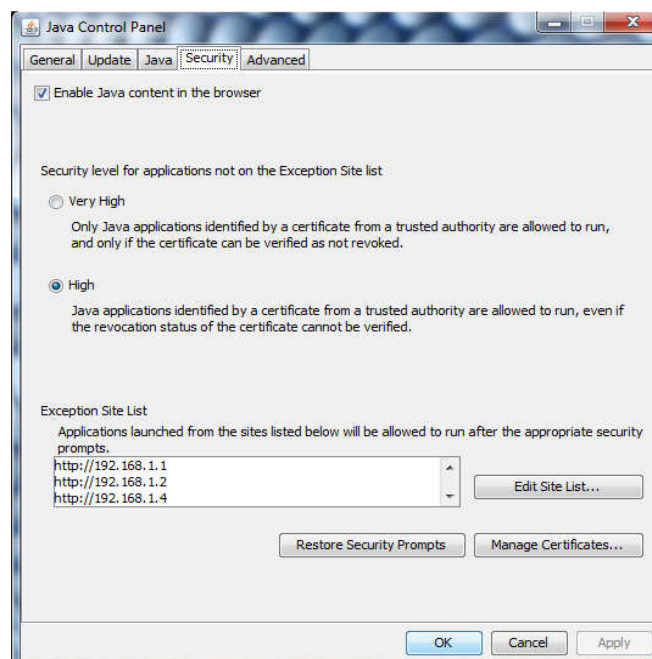 Java Control Panel
General Update Java Security Advanced
Enable Java content in the browser
Security level for applications not on the Exception Site list
Very High
Only Java applications identified by a certificate from a trusted authority are allowed to run,
and only if the certificate can be verified as not revoked.
High
Java applications identified by a certificate from a trusted authority are allowed to run, even if
the revocation status of the certificate cannot be verified.
Exception Site List
Applications launched from the sites listed below will be allowed to run after the appropriate security
prompts.
http://192.168.1.1
http://192.168.1.2
http://192.168.1.4
Edit Site List...
Restore Security Prompts Manage Certificates...
OK Cancel Apply